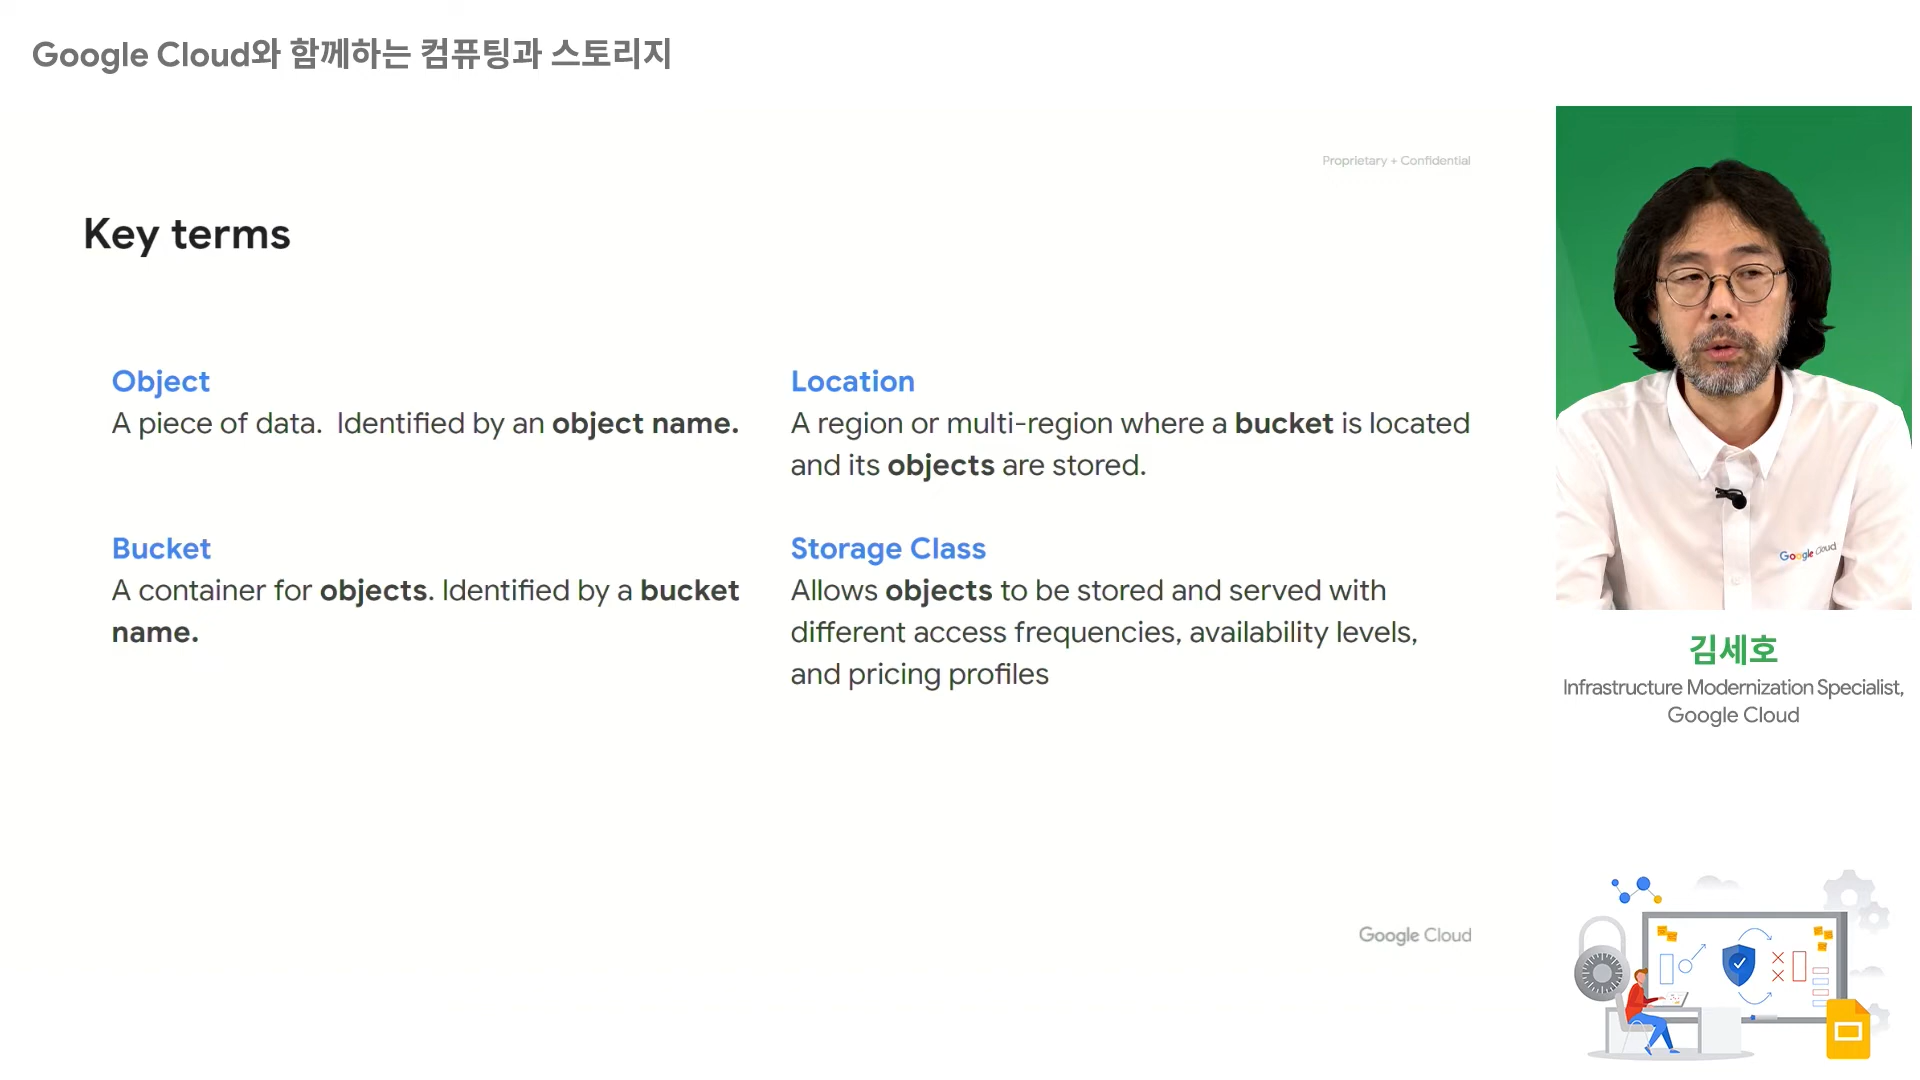 Google Cloud와 함께하는 컴퓨팅과 스토리지
Proprietary + Confidential
Key terms
Object
A piece of data.  Identified by an object name.
Bucket
A container for objects. Identified by a bucket
name.
Location
A region or multi-region where a bucket is located
and its objects are stored.
Storage Class
Allows objects to be stored and served with
different access frequencies, availability levels,
and pricing profiles
Google Cloud
Google Cloud
김세호
Infrastructure Modernization Specialist,
Google Cloud